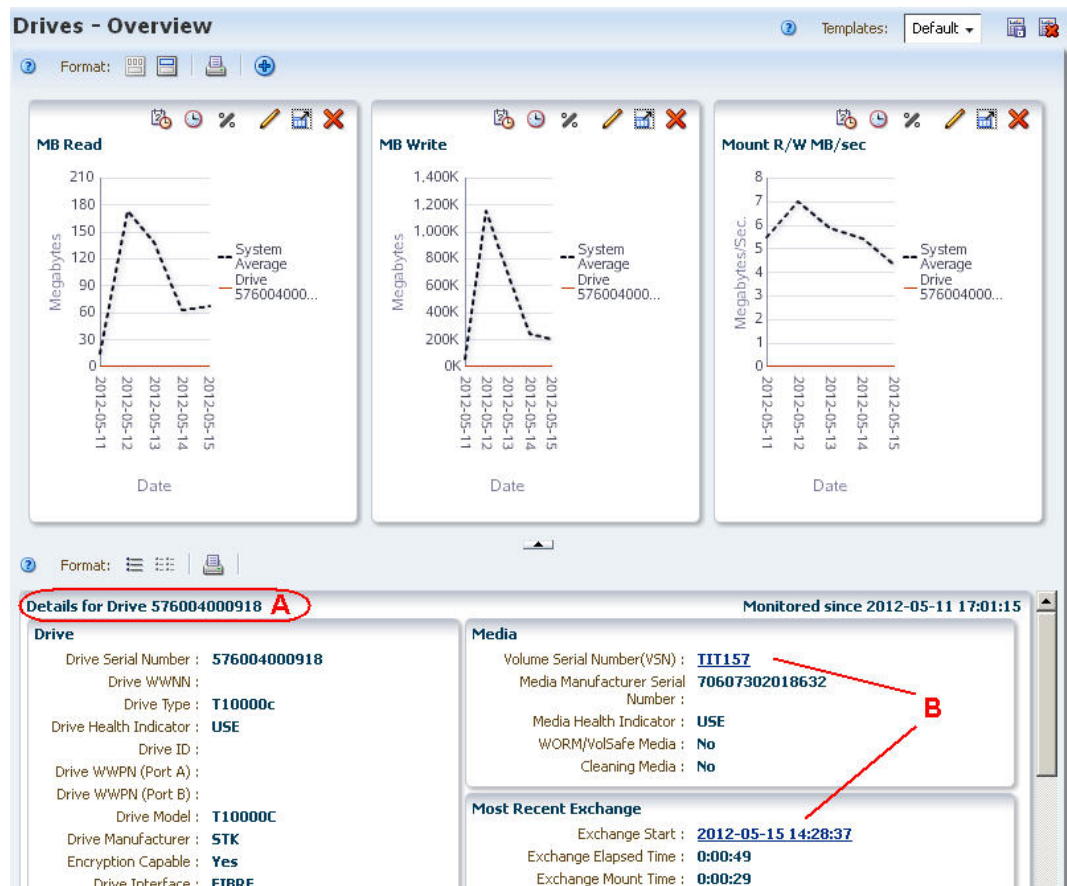 Drives - Overview
Templates: Default
Format:
MB Read
210
180
150
120
90
60
30
0
Megabytes
2012-05-11
2012-05-12
2012-05-13
2012-05-14
2012-05-15
Date
System
Average
Drive
576004000...
MB Write
1,400K
1,200K
1,000K
800K
600K
400K
200K
0K
Megabytes
2012-05-11
2012-05-12
2012-05-13
2012-05-14
2012-05-15
Date
System
Average
Drive
576004000...
Mount R/W MB/sec
8
7
6
5
4
3
2
1
0
Megabytes/Sec.
2012-05-11
2012-05-12
2012-05-13
2012-05-14
2012-05-15
Date
System
Average
Drive
576004000...
Format:
Details for Drive 576004000918 A
Monitored since 2012-05-11 17:01:15
Drive
Drive Serial Number : 576004000918
Drive WWNN :
Drive Type : T10000c
Drive Health Indicator : USE
Drive ID :
Drive WWPN (Port A) :
Drive WWPN (Port B) :
Drive Model : T10000C
Drive Manufacturer : STK
Encryption Capable : Yes
Drive Interface : FIBRE
Media
Volume Serial Number(VSN) : TIT157
Media Manufacturer Serial Number : 70607302018632
Media Health Indicator : USE
WORM/VolSafe Media : No
Cleaning Media : No
B
Most Recent Exchange
Exchange Start : 2012-05-15 14:28:37
Exchange Elapsed Time : 0:00:49
Exchange Mount Time : 0:00:29